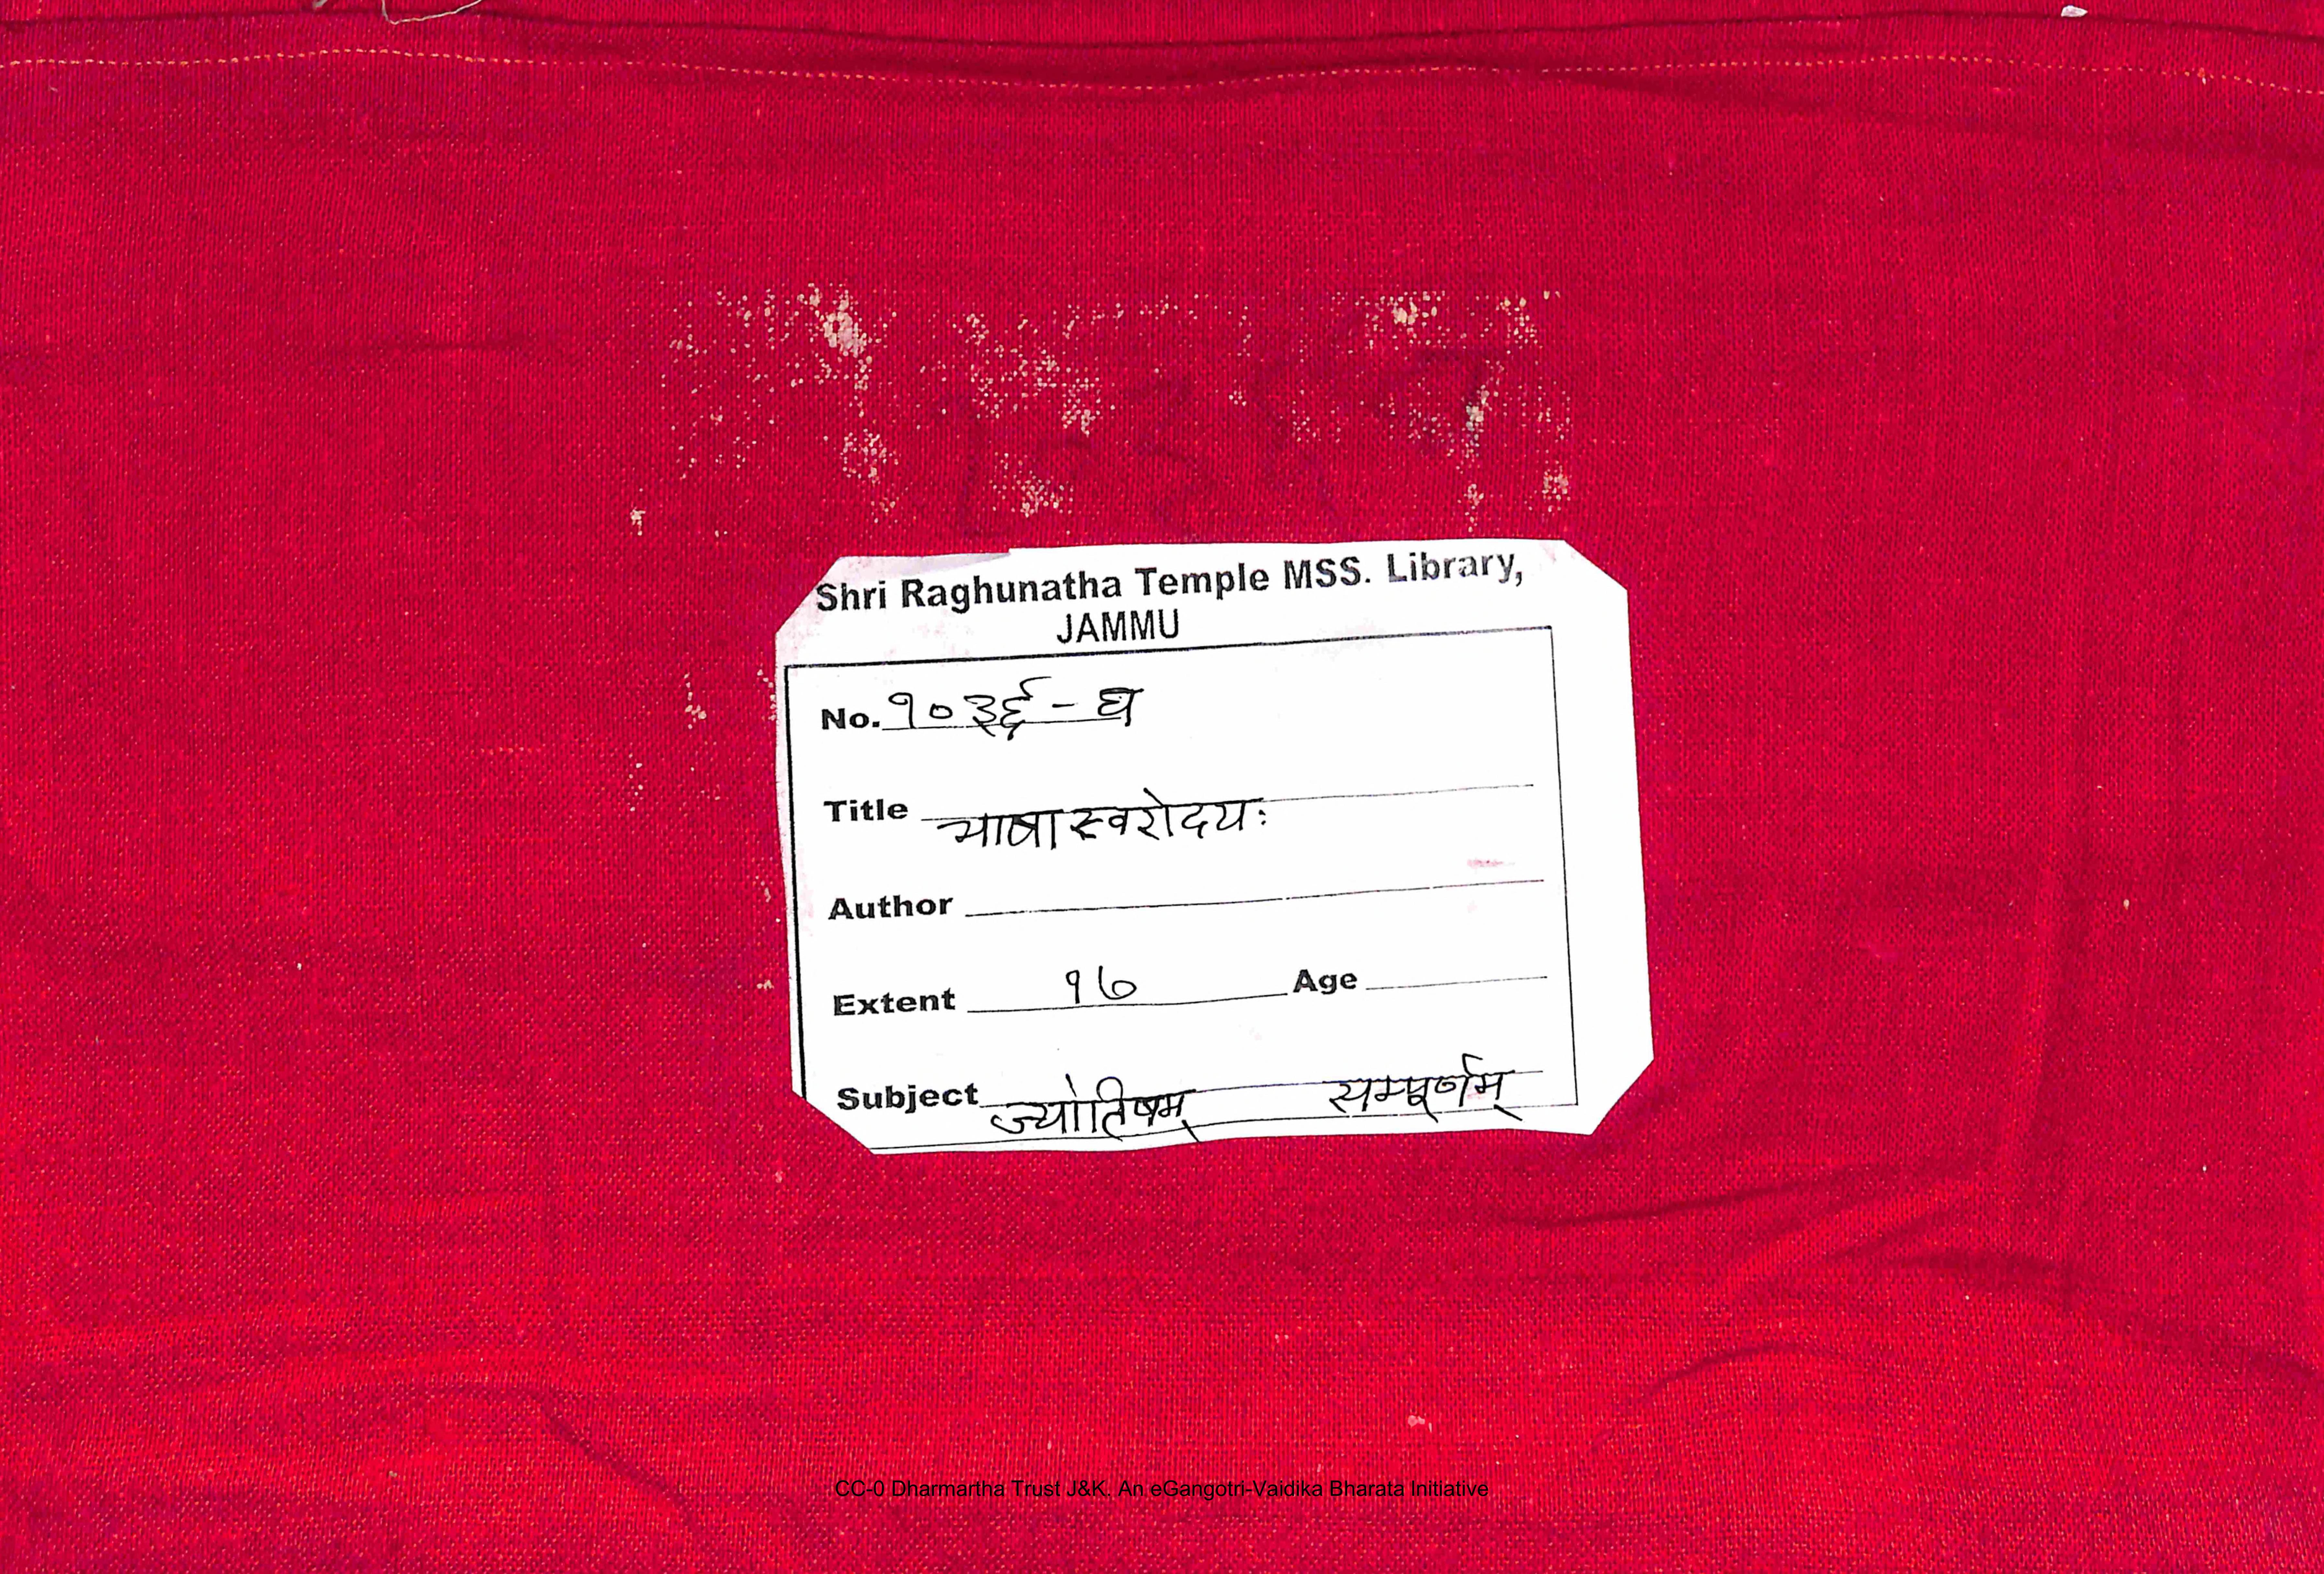 Shri Raghunatha Temple MSS. Library,
JAMMU
No. १०३६ - घ
Title भाषास्वरोदयः
Author
Extent १७ Age
Subject ज्योतिषम् सम्पूर्णम्
CC-0 Dharmartha Trust J&K. An eGangotri-Vaidika Bharata Initiative